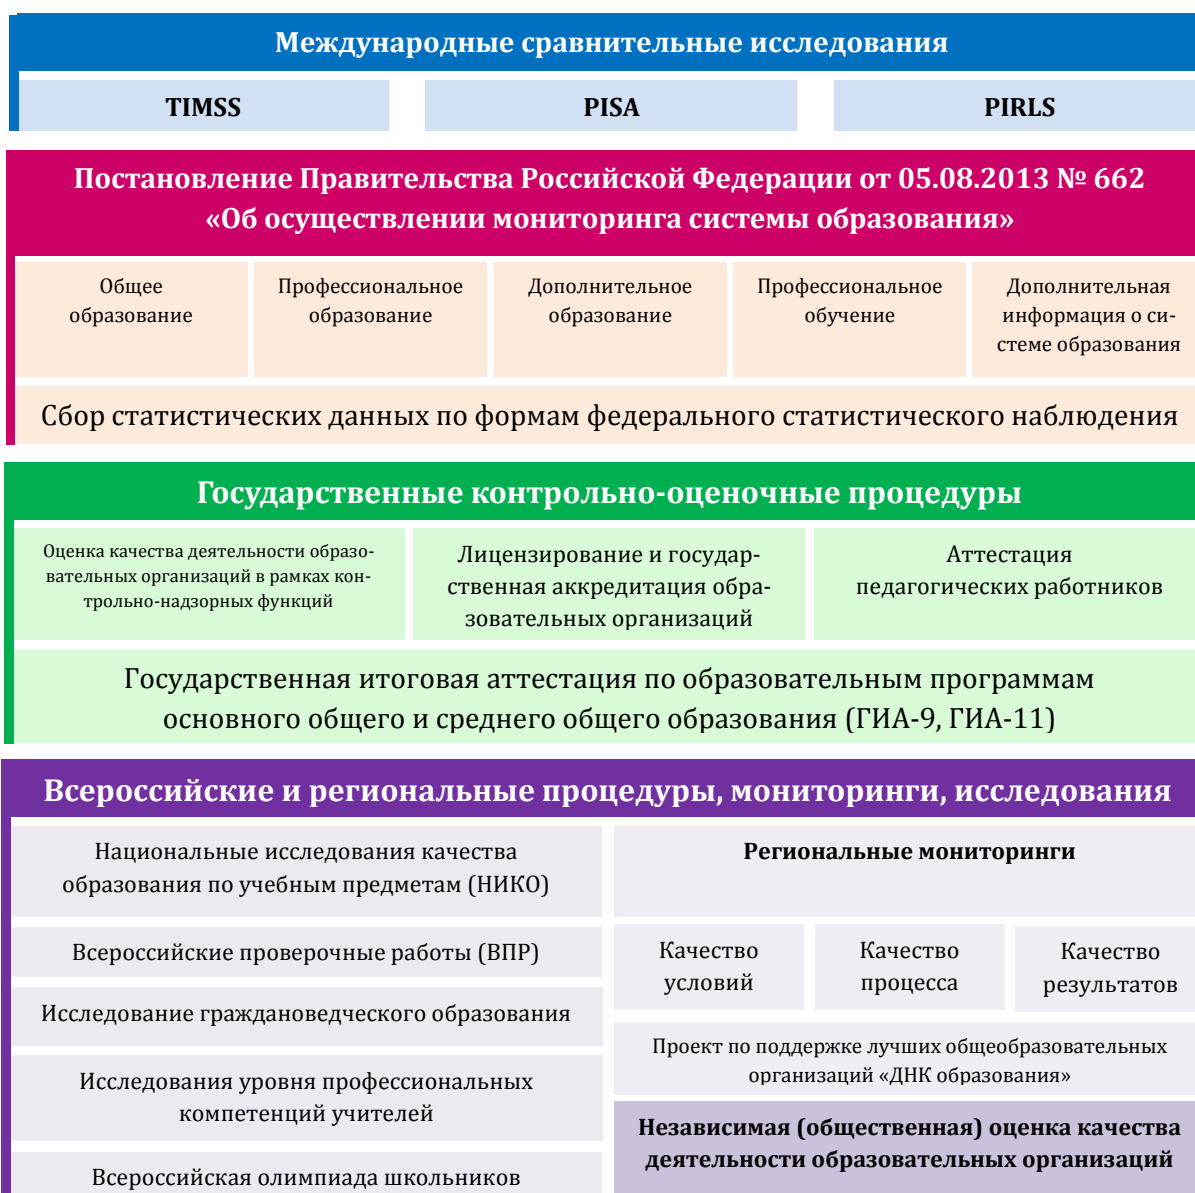 Международные сравнительные исследования
TIMSS
PISA
PIRLS
Постановление Правительства Российской Федерации от 05.08.2013 № 662
«Об осуществлении мониторинга системы образования»
Общее
образование
Профессиональное
образование
Дополнительное
образование
Профессиональное
обучение
Дополнительная
информация о си-
стеме образования
Сбор статистических данных по формам федерального статистического наблюдения
Государственные контрольно-оценочные процедуры
Оценка качества деятельности образо-
вательных организаций в рамках кон-
трольно-надзорных функций
Лицензирование и государ-
ственная аккредитация обра-
зовательных организаций
Аттестация
педагогических работников
Государственная итоговая аттестация по образовательным программам
основного общего и среднего общего образования (ГИА-9, ГИА-11)
Всероссийские и региональные процедуры, мониторинги, исследования
Национальные исследования качества
образования по учебным предметам (НИКО)
Всероссийские проверочные работы (ВПР)
Исследование граждановедческого образования
Исследования уровня профессиональных
компетенций учителей
Всероссийская олимпиада школьников
Региональные мониторинги
Качество
условий
Качество
процесса
Качество
результатов
Проект по поддержке лучших общеобразовательных
организаций «ДНК образования»
Независимая (общественная) оценка качества
деятельности образовательных организаций